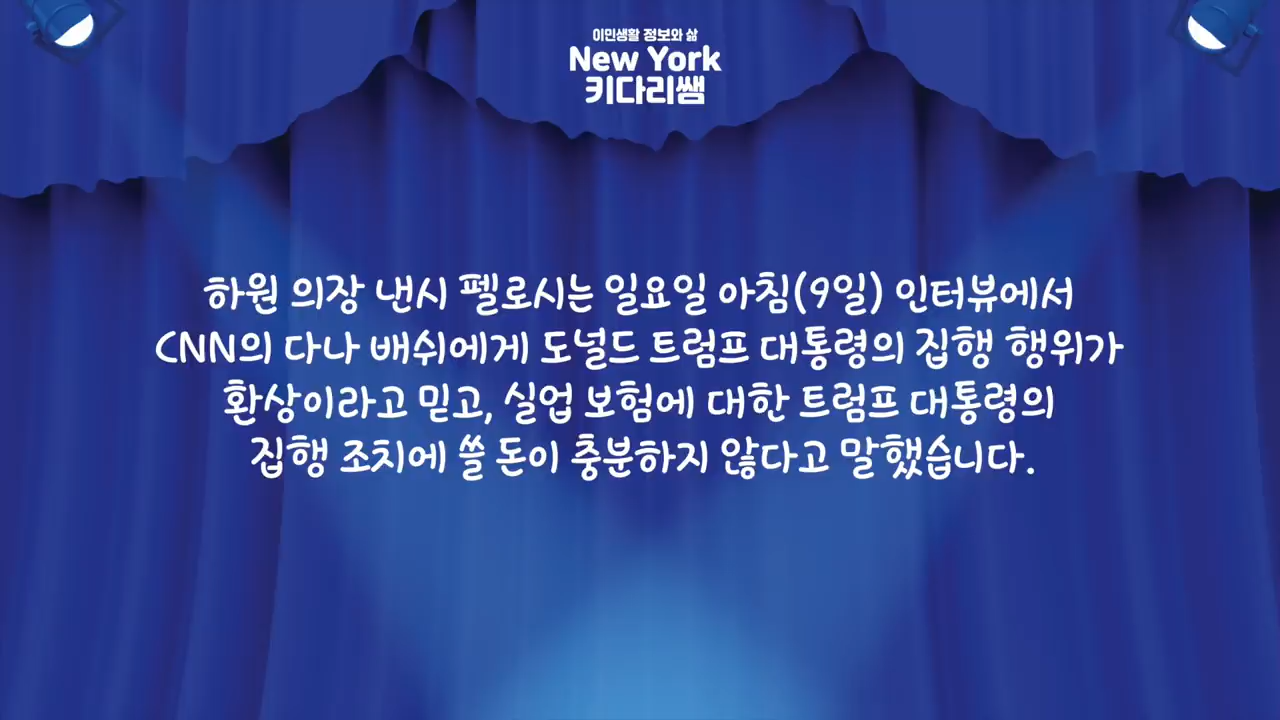 이민생활 정보와 삶
New York
키다리쌤
하원 의장 낸시 펠로시는 일요일 아침(9일) 인터뷰에서
CNN의 다나 배쉬에게 도널드 트럼프 대통령의 집행 행위가
환상이라고 믿고, 실업 보험에 대한 트럼프 대통령의
집행 조치에 쓸 돈이 충분하지 않다고 말했습니다.